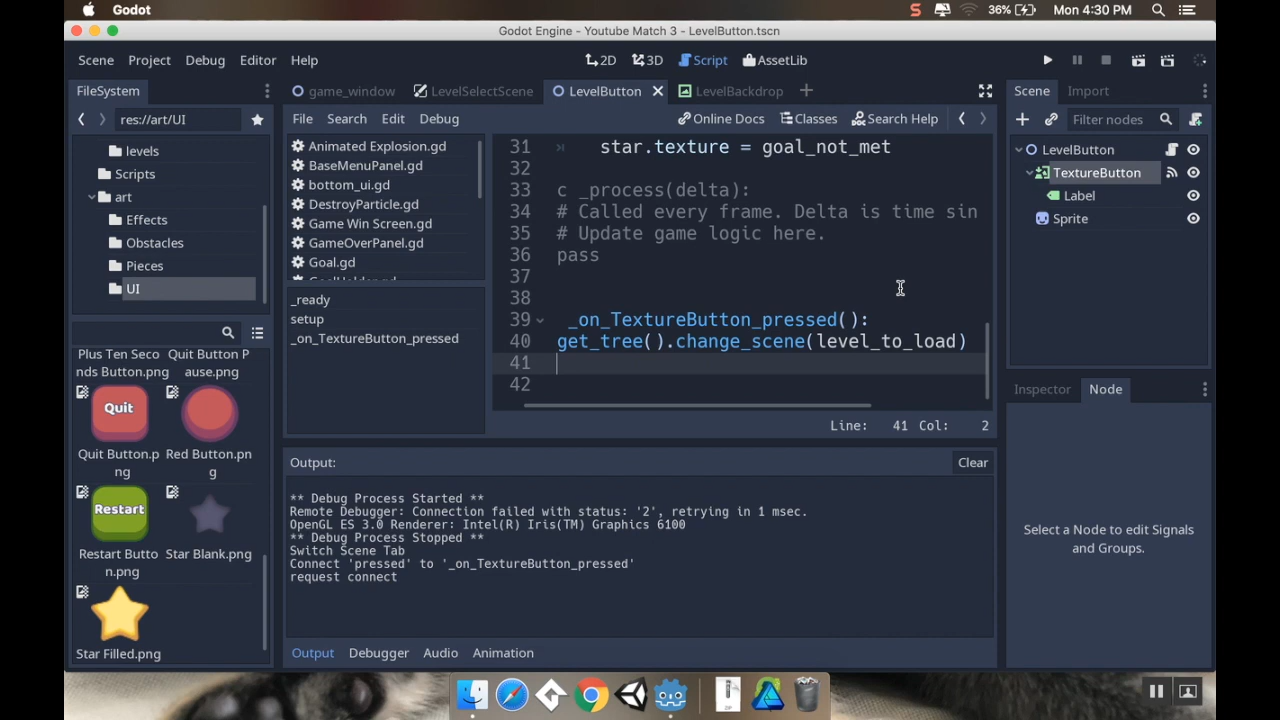 Godot
36%
Mon 4:30 PM
Godot Engine - Youtube Match 3 - LevelButton.tscn
Scene Project Debug Editor Help
2D 3D Script AssetLib
FileSystem
game_window LevelSelectScene LevelButton LevelBackdrop
Scene Import
res://art/UI
File Search Edit Debug
Online Docs Classes Search Help
Filter nodes
levels
Scripts
art
Effects
Obstacles
Pieces
UI
Animated Explosion.gd
BaseMenuPanel.gd
bottom_ui.gd
DestroyParticle.gd
Game Win Screen.gd
GameOverPanel.gd
Goal.gd
GoalHolder.gd
_ready
setup
_on_TextureButton_pressed
31 star.texture = goal_not_met
32
33 c _process(delta):
34 # Called every frame. Delta is time sin
35 # Update game logic here.
36 pass
37
38
39 _on_TextureButton_pressed():
40 get_tree().change_scene(level_to_load)
41
42
Line: 41 Col: 2
LevelButton
TextureButton
Label
Sprite
Inspector Node
Select a Node to edit Signals
and Groups.
Plus Ten Seco
nds Button.png
Quit Button P
ause.png
Quit
Quit Button.p
ng
Red Button.pn
g
Restart
Restart Butto
n.png
Star Blank.png
Star Filled.png
Output:
Clear
** Debug Process Started **
Remote Debugger: Connection failed with status: '2', retrying in 1 msec.
OpenGL ES 3.0 Renderer: Intel(R) Iris(TM) Graphics 6100
** Debug Process Stopped **
Switch Scene Tab
Connect 'pressed' to '_on_TextureButton_pressed'
request connect
Output Debugger Audio Animation